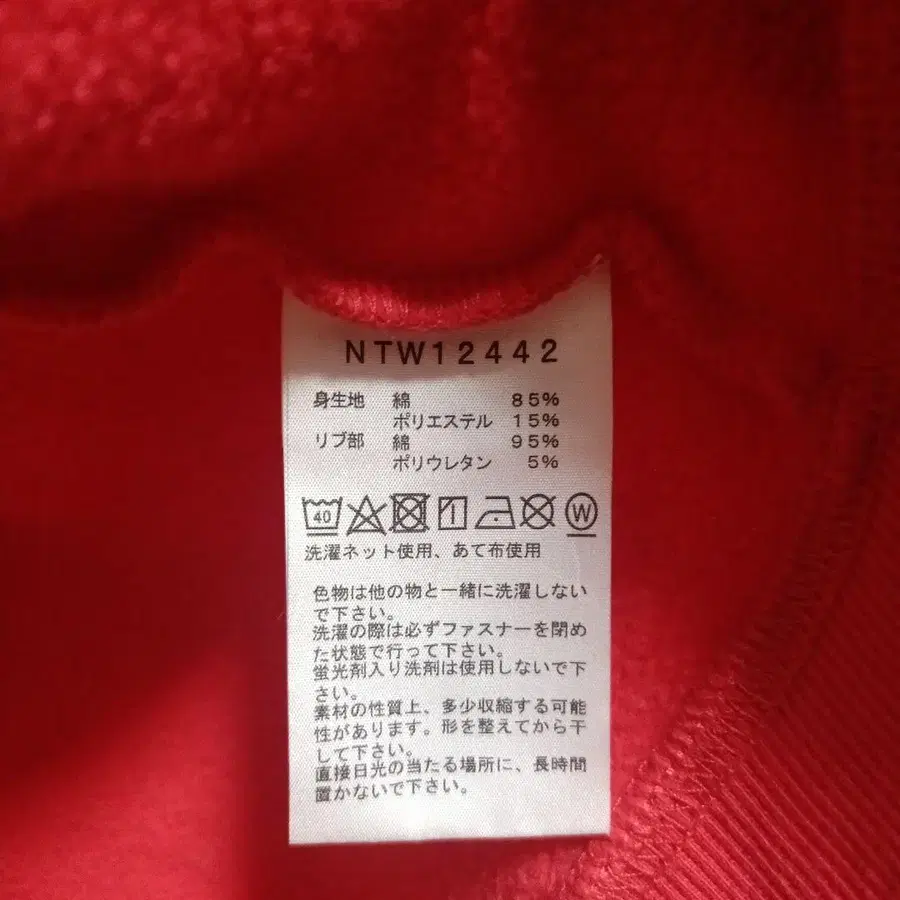 NTW12442
身生地 綿 85%
ポリエステル 15%
リブ部 綿 95%
ポリウレタン 5%
40 W
洗濯ネット使用、あて布使用
色物は他の物と一緒に洗濯しない
で下さい。
洗濯の際は必ずファスナーを閉め
た状態で行って下さい。
蛍光剤入り洗剤は使用しないで下
さい。
素材の性質上、多少収縮する可能
性があります。形を整えてから干
して下さい。
直接日光の当たる場所に、長時間
置かないで下さい。